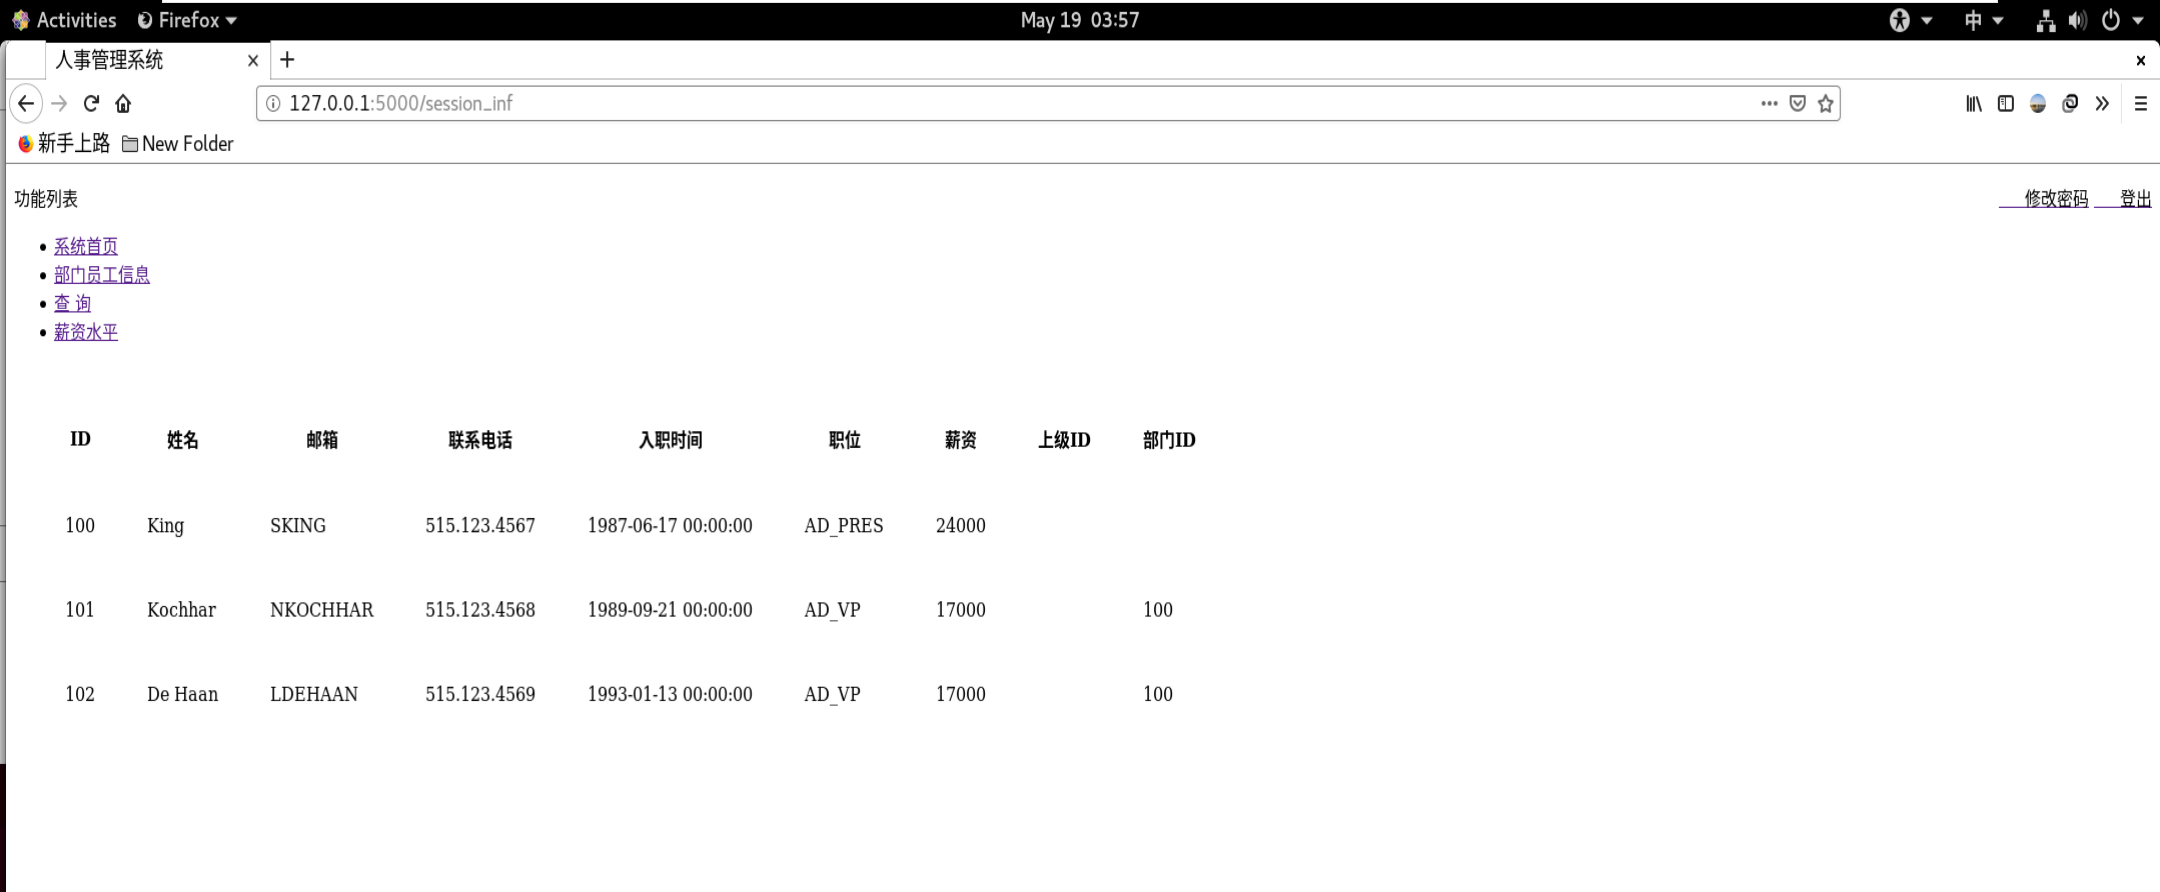 Activities Firefox May 19 03:57 中
人事管理系统
127.0.0.1:5000/session_inf
新手上路 New Folder
功能列表 修改密码 登出
系统首页
部门员工信息
查 询
薪资水平
ID 姓名 邮箱 联系电话 入职时间 职位 薪资 上级ID 部门ID
100 King SKING 515.123.4567 1987-06-17 00:00:00 AD_PRES 24000
101 Kochhar NKOCHHAR 515.123.4568 1989-09-21 00:00:00 AD_VP 17000 100
102 De Haan LDEHAAN 515.123.4569 1993-01-13 00:00:00 AD_VP 17000 100